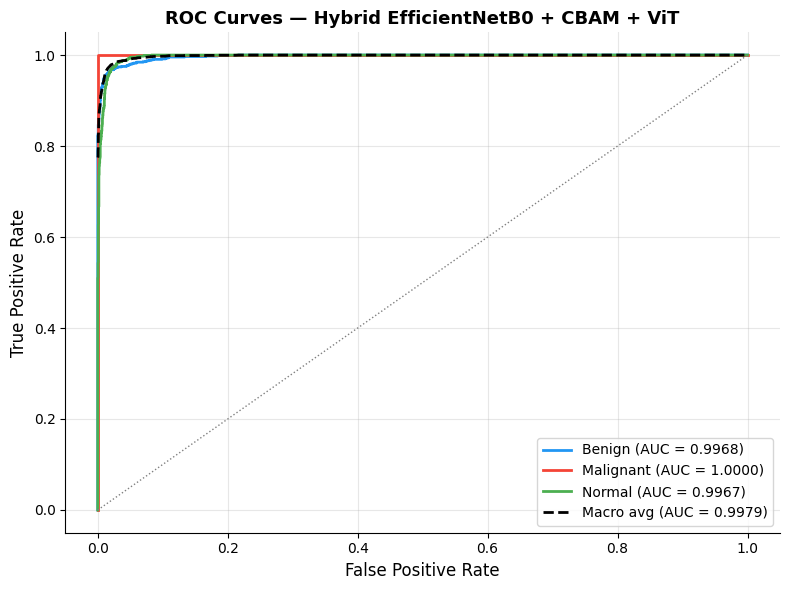 ROC Curves — Hybrid EfficientNetB0 + CBAM + ViT
True Positive Rate
1.0
0.8
0.6
0.4
0.2
0.0
Benign (AUC = 0.9968)
Malignant (AUC = 1.0000)
Normal (AUC = 0.9967)
Macro avg (AUC = 0.9979)
0.0 0.2 0.4 0.6 0.8 1.0
False Positive Rate